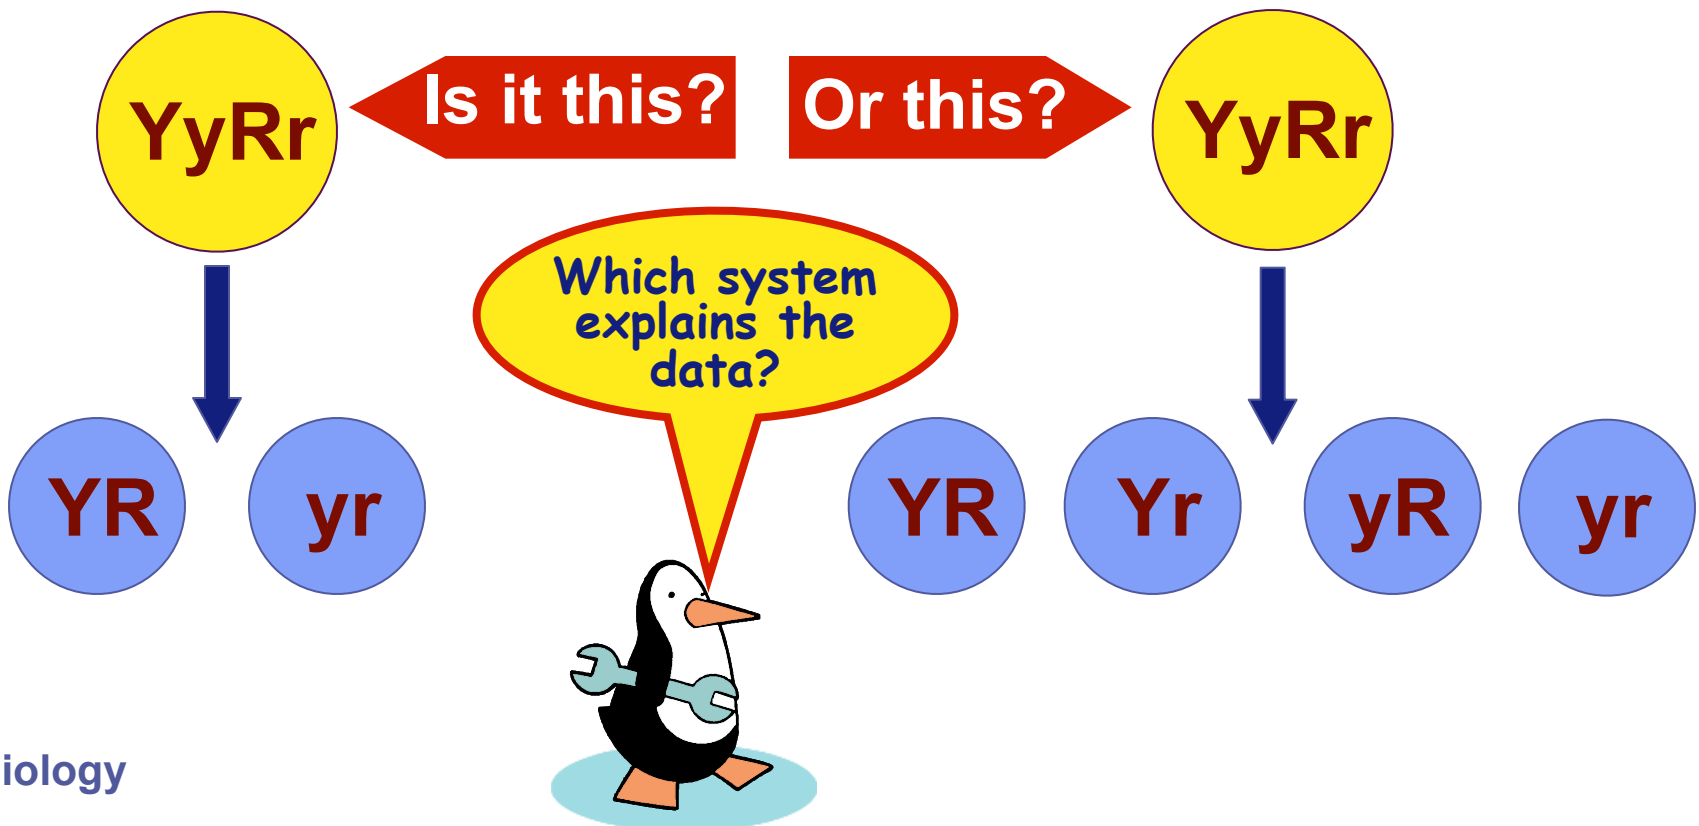 YyRr
Is it this?
Or this?
YyRr
Which system
explains the
data?
YR
yr
YR
Yr
yR
yr
iology